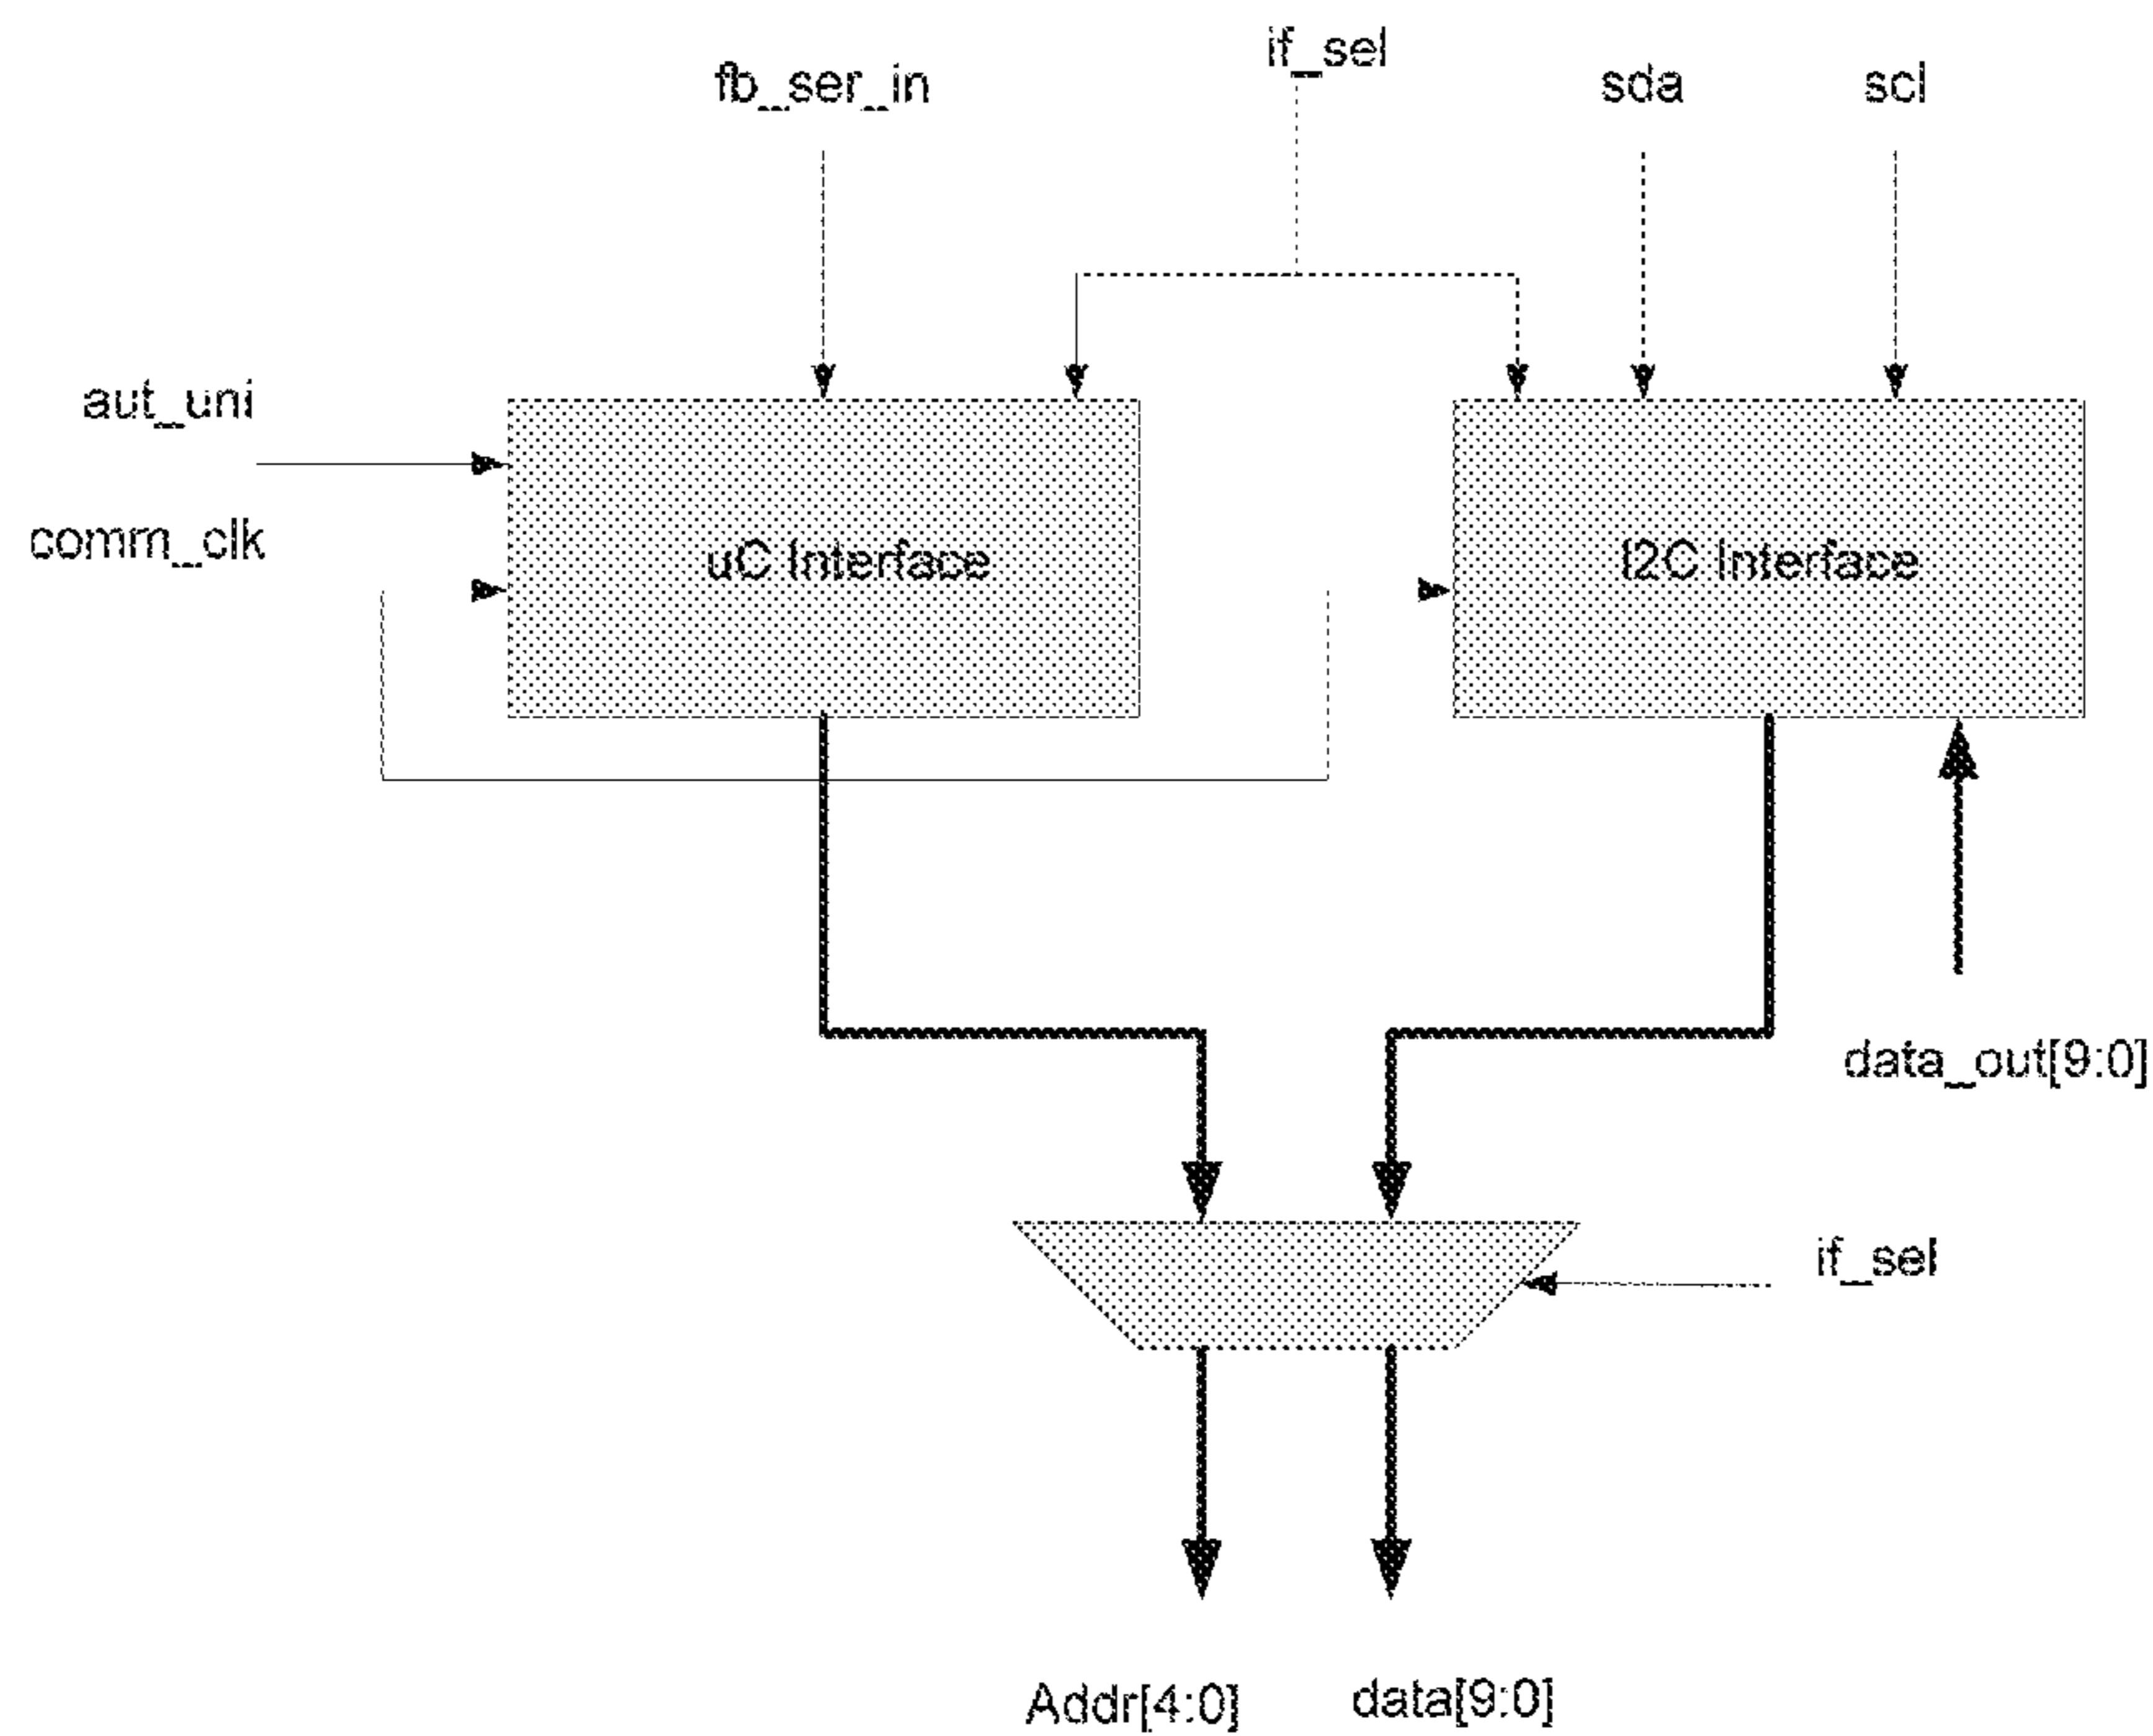 if_sel
fb_ser_in
sda
scl
aut_uni
comm_clk
uC Interface
I2C Interface
data_out[9:0]
if_sel
Addr[4:0]
data[9:0]